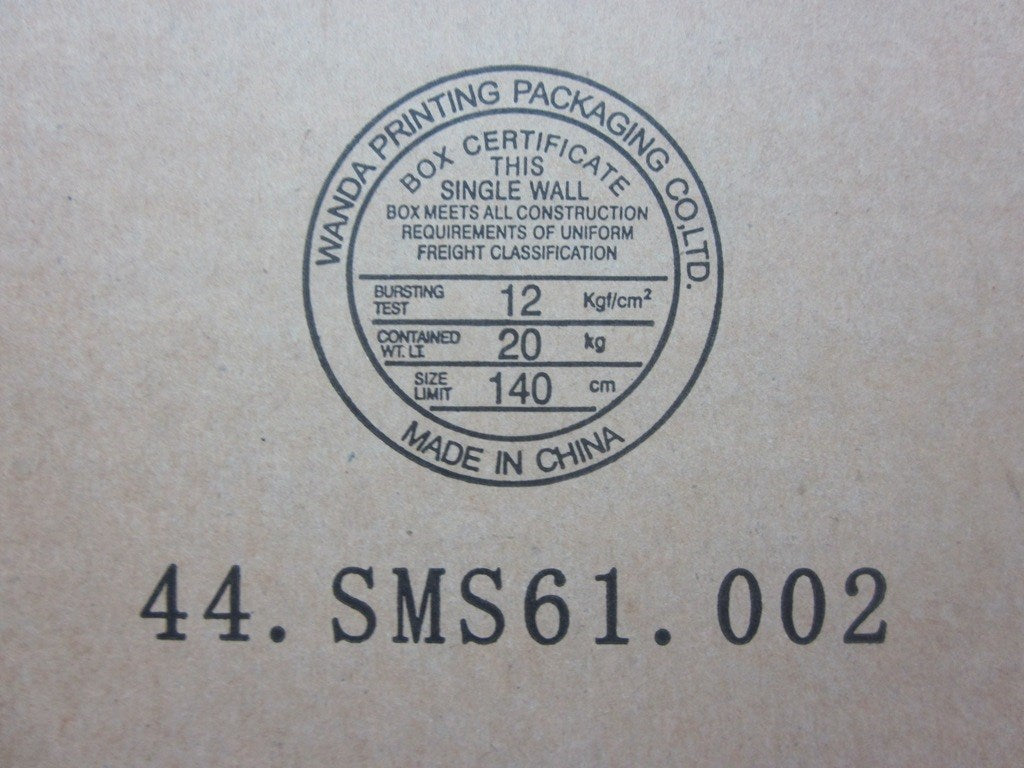 WANDA PRINTING PACKAGING CO,LTD.
BOX CERTIFICATE
THIS
SINGLE WALL
BOX MEETS ALL CONSTRUCTION
REQUIREMENTS OF UNIFORM
FREIGHT CLASSIFICATION
BURSTING TEST 12 Kgf/cm²
CONTAINED WT. LI 20 kg
SIZE LIMIT 140 cm
MADE IN CHINA
44.SMS61.002